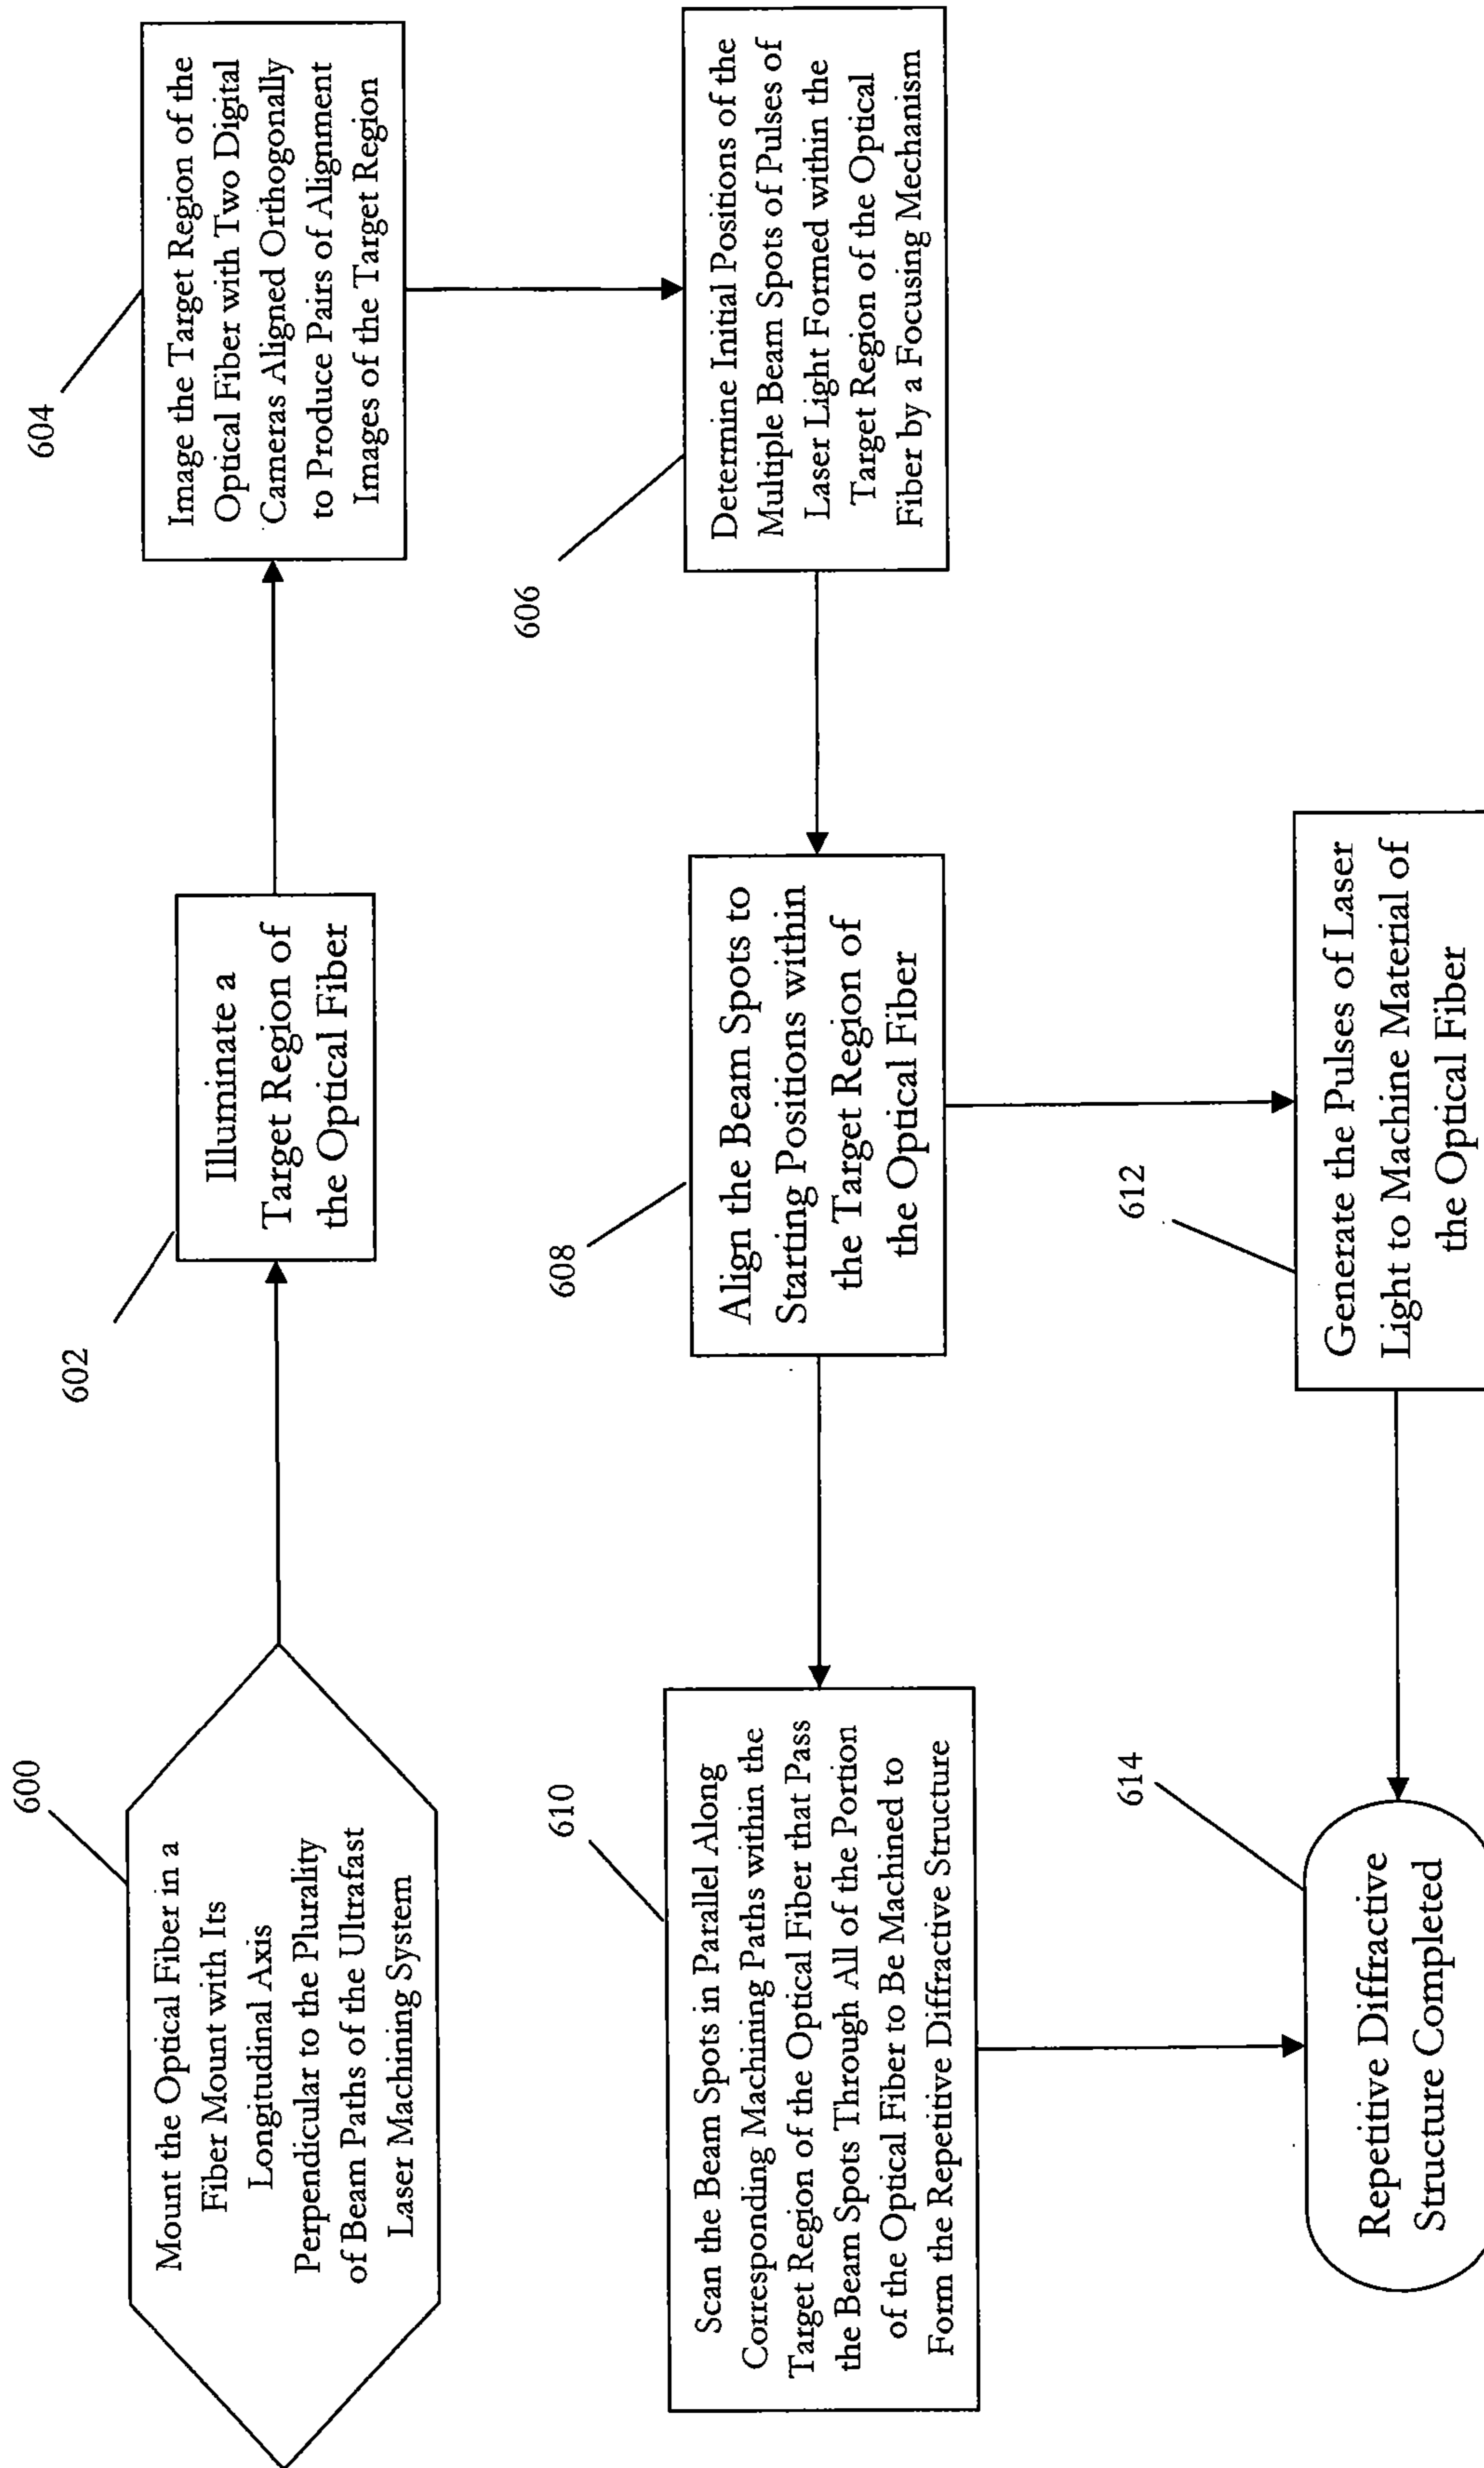 600
Mount the Optical Fiber in a
Fiber Mount with Its
Longitudinal Axis
Perpendicular to the Plurality
of Beam Paths of the Ultrafast
Laser Machining System
602
Illuminate a
Target Region of
the Optical Fiber
604
Image the Target Region of the
Optical Fiber with Two Digital
Cameras Aligned Orthogonally
to Produce Pairs of Alignment
Images of the Target Region
606
Determine Initial Positions of the
Multiple Beam Spots of Pulses of
Laser Light Formed within the
Target Region of the Optical
Fiber by a Focusing Mechanism
608
Align the Beam Spots to
Starting Positions within
the Target Region of
the Optical Fiber
610
Scan the Beam Spots in Parallel Along
Corresponding Machining Paths within the
Target Region of the Optical Fiber that Pass
the Beam Spots Through All of the Portion
of the Optical Fiber to Be Machined to
Form the Repetitive Diffractive Structure
612
Generate the Pulses of Laser
Light to Machine Material of
the Optical Fiber
614
Repetitive Diffractive
Structure Completed